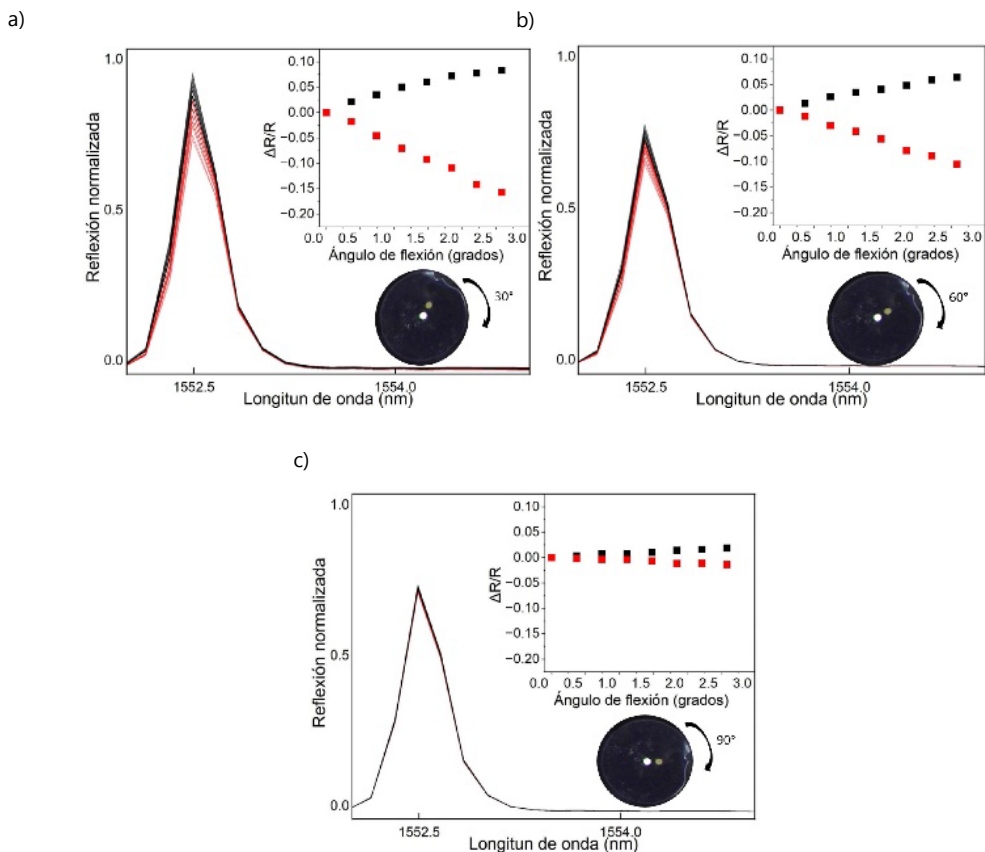 a)
1.0
0.5
0.0
Reflexión normalizada
1552.5 1554.0
Longitun de onda (nm)
0.10
0.05
0.00
−0.05
−0.10
−0.15
−0.20
ΔR/R
0.0 0.5 1.0 1.5 2.0 2.5 3.0
Ángulo de flexión (grados)
30°
b)
1.0
0.5
0.0
Reflexión normalizada
1552.5 1554.0
Longitun de onda (nm)
0.10
0.05
0.00
−0.05
−0.10
−0.15
−0.20
ΔR/R
0.0 0.5 1.0 1.5 2.0 2.5 3.0
Ángulo de flexión (grados)
60°
c)
1.0
0.5
0.0
Reflexión normalizada
1552.5 1554.0
Longitun de onda (nm)
0.10
0.05
0.00
−0.05
−0.10
−0.15
−0.20
ΔR/R
0.0 0.5 1.0 1.5 2.0 2.5 3.0
Ángulo de flexión (grados)
90°